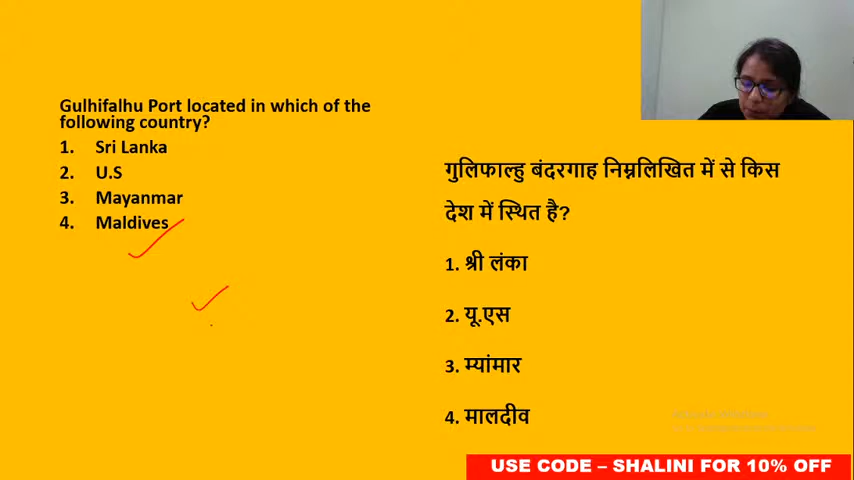 Gulhifalhu Port located in which of the
following country?
1. Sri Lanka
2. U.S
3. Mayanmar
4. Maldives
गुलिफाल्हु बंदरगाह निम्नलिखित में से किस
देश में स्थित है?
1. श्री लंका
2. यू.एस
3. म्यांमार
4. मालदीव
USE CODE – SHALINI FOR 10% OFF